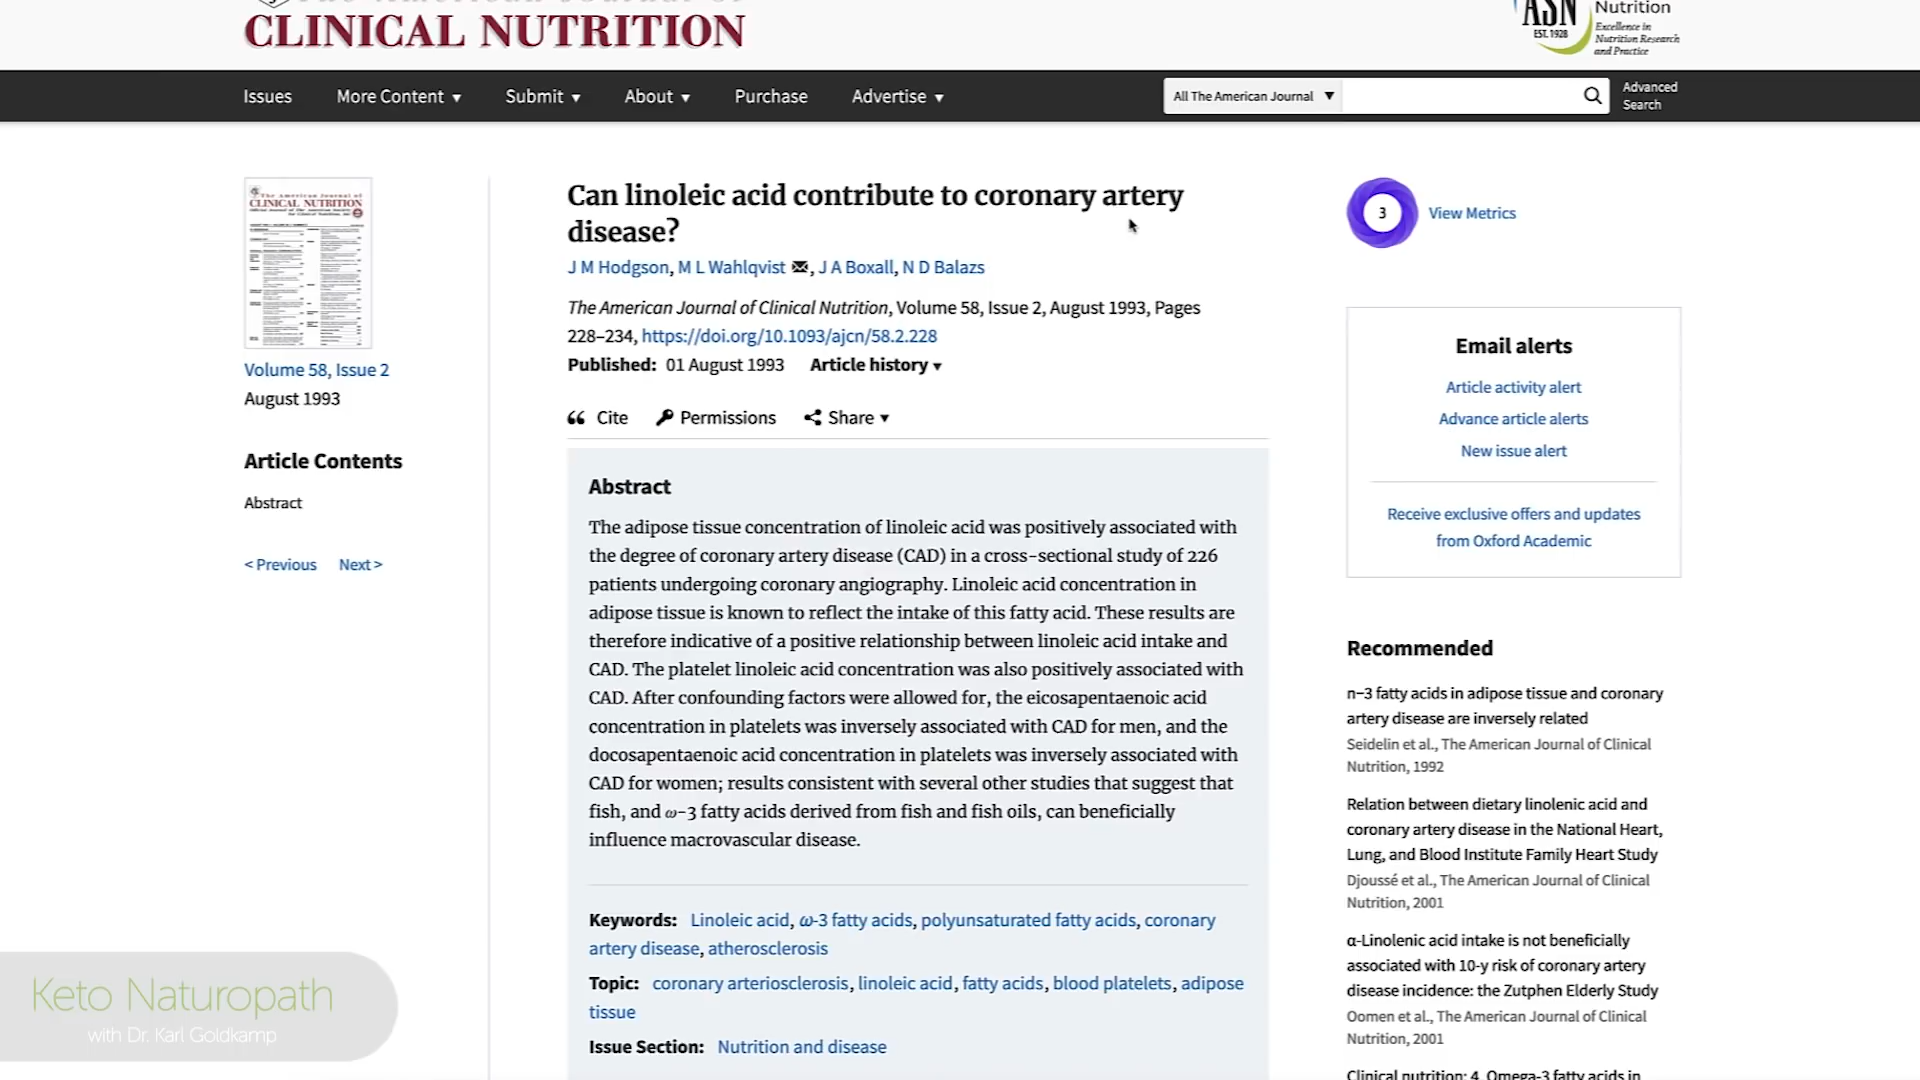 CLINICAL NUTRITION
ASN
EST. 1928
Nutrition
Excellence in
Nutrition Research
and Practice
Issues
More Content ▼
Submit ▼
About ▼
Purchase
Advertise ▼
All The American Journal ▼
Advanced
Search
The American Journal of
CLINICAL NUTRITION
Volume 58, Issue 2
August 1993
Article Contents
Abstract
< Previous Next >
Can linoleic acid contribute to coronary artery
disease?
J M Hodgson, M L Wahlqvist ✉, J A Boxall, N D Balazs
The American Journal of Clinical Nutrition, Volume 58, Issue 2, August 1993, Pages
228–234, https://doi.org/10.1093/ajcn/58.2.228
Published: 01 August 1993 Article history ▾
Cite
Permissions
Share ▾
Abstract
The adipose tissue concentration of linoleic acid was positively associated with
the degree of coronary artery disease (CAD) in a cross-sectional study of 226
patients undergoing coronary angiography. Linoleic acid concentration in
adipose tissue is known to reflect the intake of this fatty acid. These results are
therefore indicative of a positive relationship between linoleic acid intake and
CAD. The platelet linoleic acid concentration was also positively associated with
CAD. After confounding factors were allowed for, the eicosapentaenoic acid
concentration in platelets was inversely associated with CAD for men, and the
docosapentaenoic acid concentration in platelets was inversely associated with
CAD for women; results consistent with several other studies that suggest that
fish, and ω-3 fatty acids derived from fish and fish oils, can beneficially
influence macrovascular disease.
Keywords: Linoleic acid, ω-3 fatty acids, polyunsaturated fatty acids, coronary
artery disease, atherosclerosis
Topic: coronary arteriosclerosis, linoleic acid, fatty acids, blood platelets, adipose
tissue
Issue Section: Nutrition and disease
3
View Metrics
Email alerts
Article activity alert
Advance article alerts
New issue alert
Receive exclusive offers and updates
from Oxford Academic
Recommended
n−3 fatty acids in adipose tissue and coronary
artery disease are inversely related
Seidelin et al., The American Journal of Clinical
Nutrition, 1992
Relation between dietary linolenic acid and
coronary artery disease in the National Heart,
Lung, and Blood Institute Family Heart Study
Djoussé et al., The American Journal of Clinical
Nutrition, 2001
α-Linolenic acid intake is not beneficially
associated with 10-y risk of coronary artery
disease incidence: the Zutphen Elderly Study
Oomen et al., The American Journal of Clinical
Nutrition, 2001
Clinical nutrition: 4. Omega-3 fatty acids in
Keto Naturopath
with Dr. Karl Goldkamp